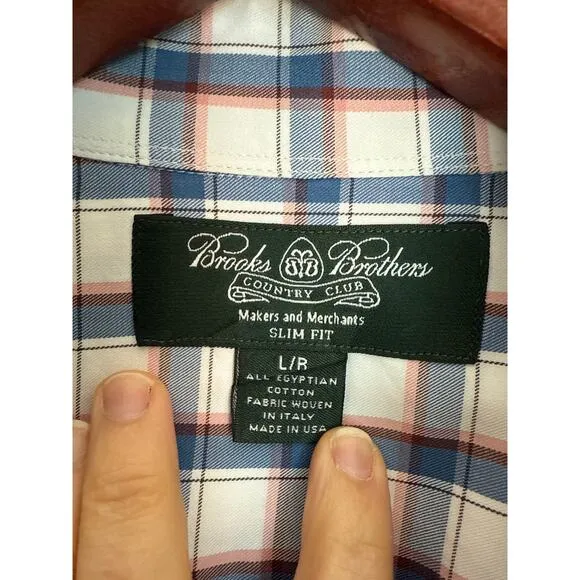 Brooks BB Brothers
COUNTRY CLUB
Makers and Merchants
SLIM FIT
L/R
ALL EGYPTIAN
COTTON
FABRIC WOVEN
IN ITALY
MADE IN USA